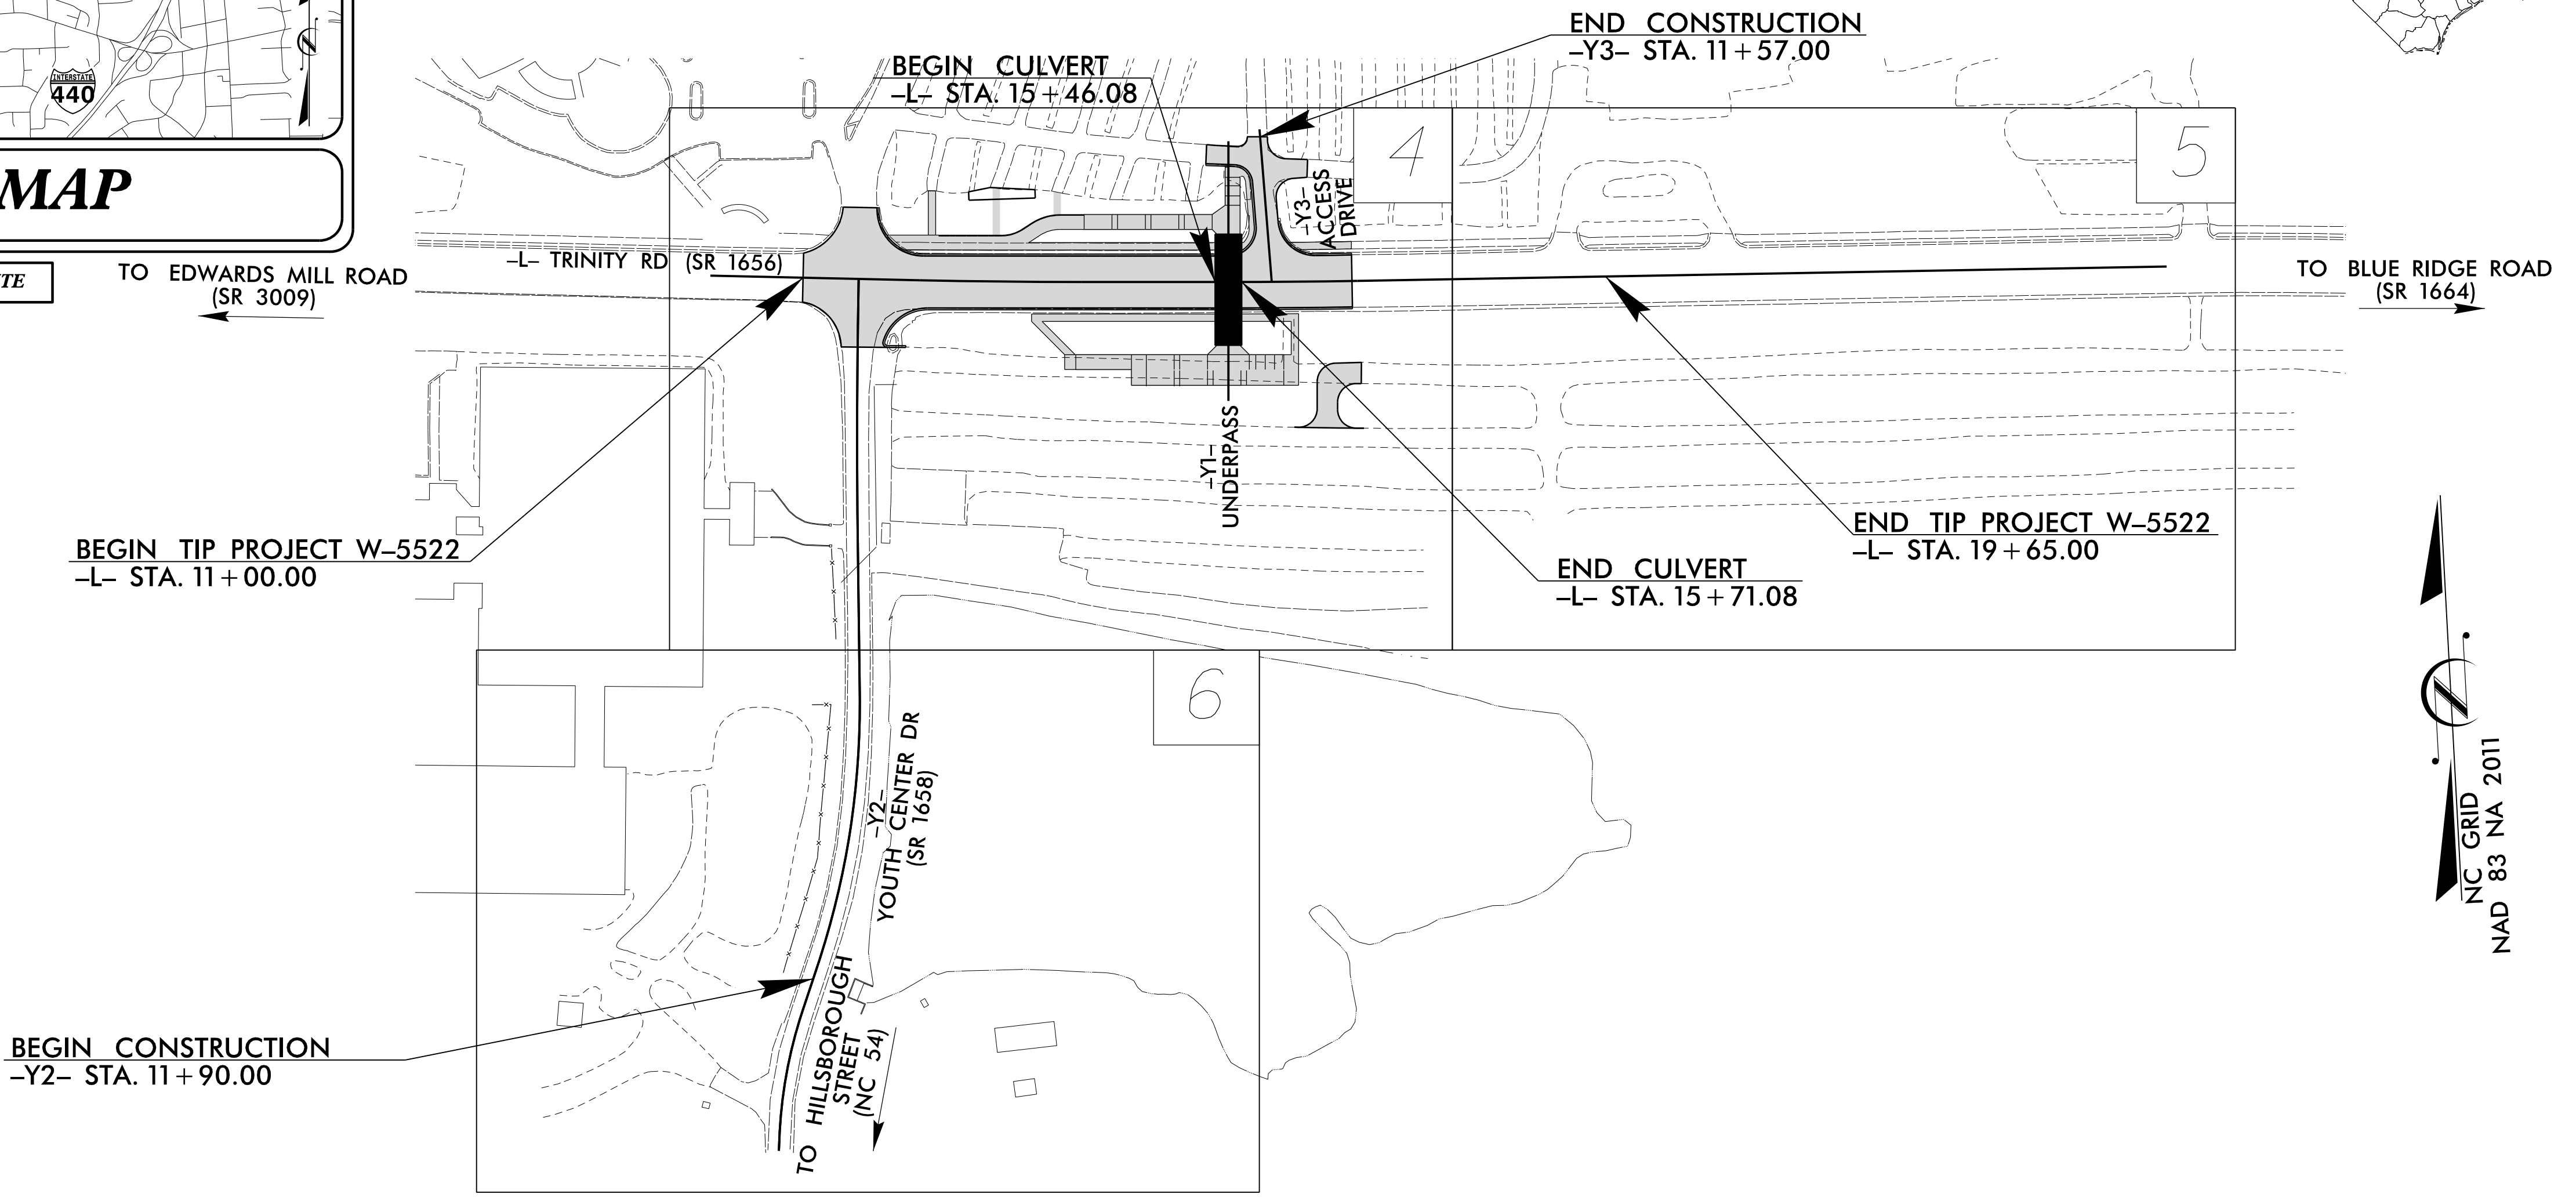 INTERSTATE
440
MAP
TE
TO EDWARDS MILL ROAD
(SR 3009)
BEGIN CULVERT
–L– STA. 15+46.08
END CONSTRUCTION
–Y3– STA. 11+57.00
4
5
–Y3–
ACCESS
DRIVE
–L– TRINITY RD (SR 1656)
TO BLUE RIDGE ROAD
(SR 1664)
–Y1–
UNDERPASS
BEGIN TIP PROJECT W–5522
–L– STA. 11+00.00
END TIP PROJECT W–5522
–L– STA. 19+65.00
END CULVERT
–L– STA. 15+71.08
6
–Y2–
YOUTH CENTER DR
(SR 1658)
BEGIN CONSTRUCTION
–Y2– STA. 11+90.00
TO HILLSBOROUGH
STREET
(NC 54)
NC GRID
NAD 83 NA 2011